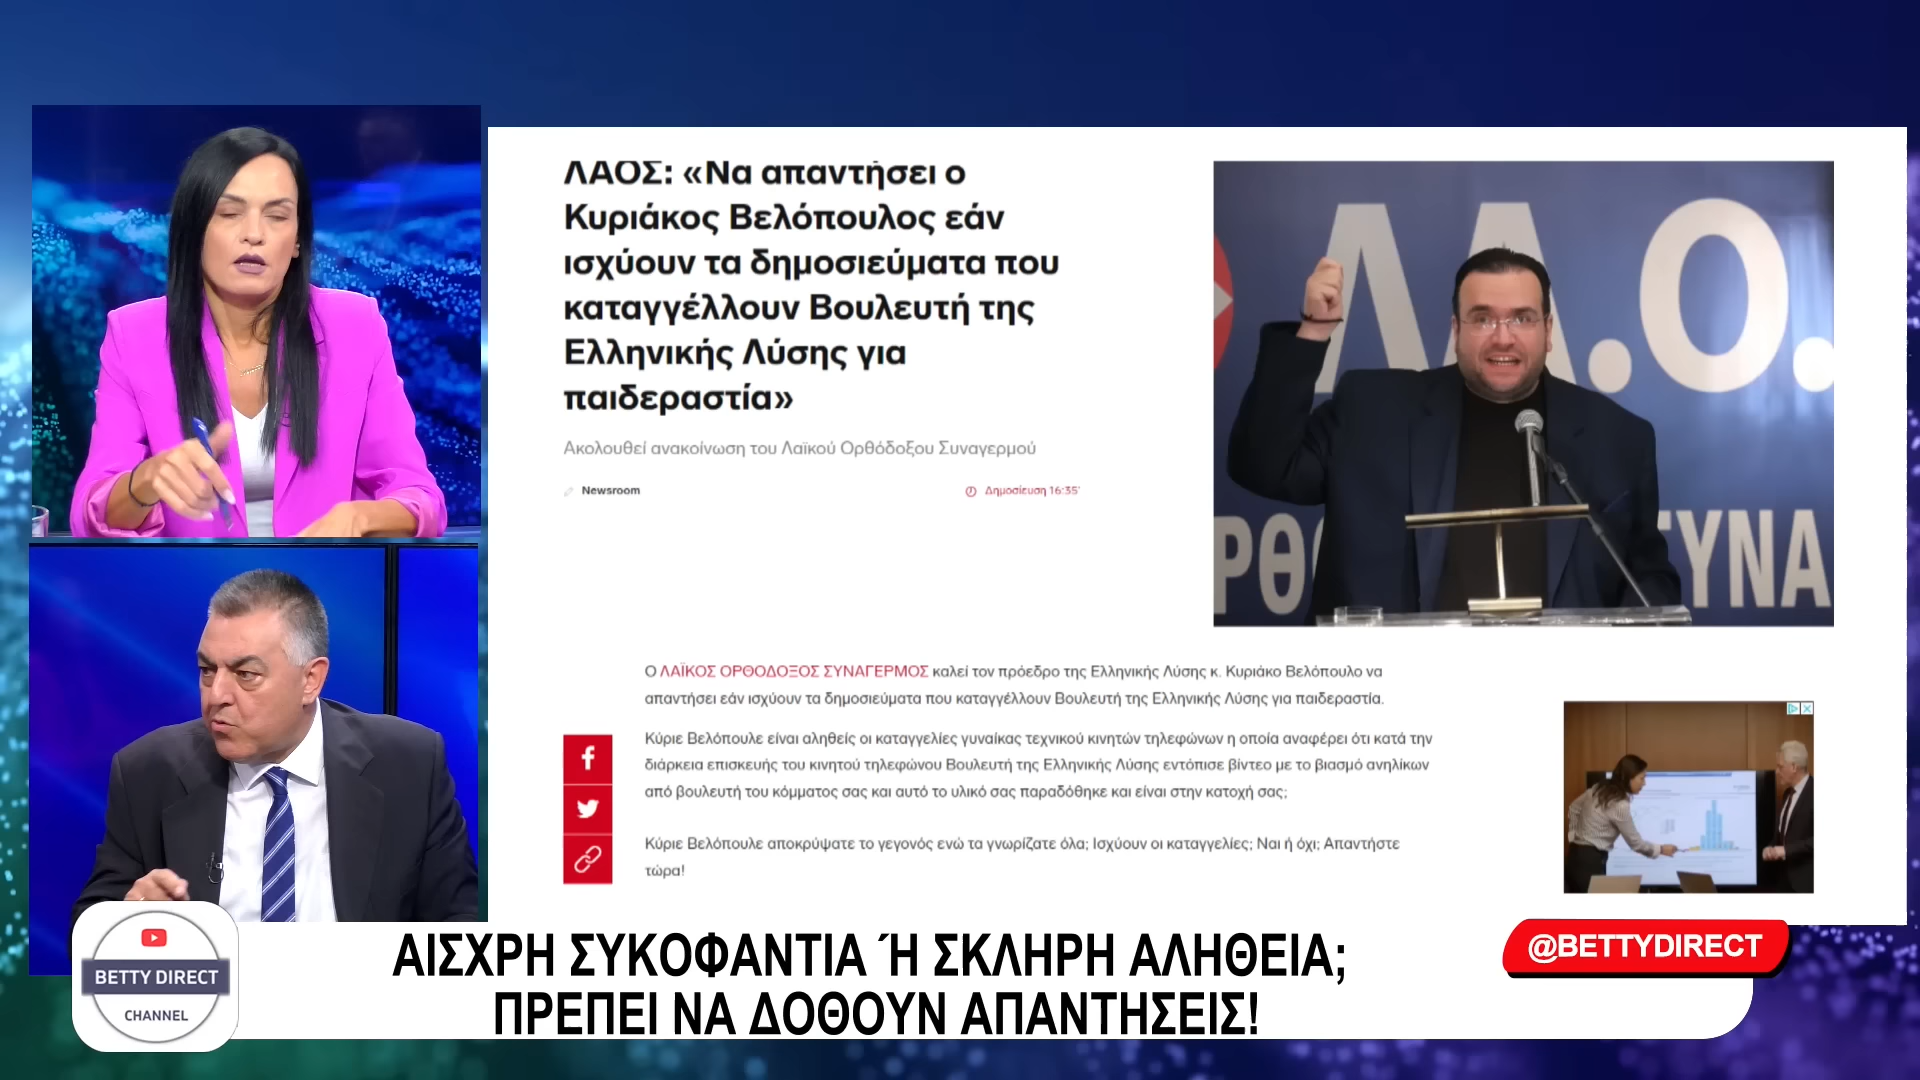 ΛΑΟΣ: «Να απαντήσει ο
Κυριάκος Βελόπουλος εάν
ισχύουν τα δημοσιεύματα που
καταγγέλλουν Βουλευτή της
Ελληνικής Λύσης για
παιδεραστία»
Ακολουθεί ανακοίνωση του Λαϊκού Ορθόδοξου Συναγερμού
Newsroom
Δημοσίευση 16:35'
Λ.Ο.
ΡΘ
ΓΥΝΑ
Ο ΛΑΪΚΟΣ ΟΡΘΟΔΟΞΟΣ ΣΥΝΑΓΕΡΜΟΣ καλεί τον πρόεδρο της Ελληνικής Λύσης κ. Κυριάκο Βελόπουλο να
απαντήσει εάν ισχύουν τα δημοσιεύματα που καταγγέλλουν Βουλευτή της Ελληνικής Λύσης για παιδεραστία.
Κύριε Βελόπουλε είναι αληθείς οι καταγγελίες γυναίκας τεχνικού κινητών τηλεφώνων η οποία αναφέρει ότι κατά την
διάρκεια επισκευής του κινητού τηλεφώνου Βουλευτή της Ελληνικής Λύσης εντόπισε βίντεο με το βιασμό ανηλίκων
από βουλευτή του κόμματος σας και αυτό το υλικό σας παραδόθηκε και είναι στην κατοχή σας;
Κύριε Βελόπουλε αποκρύψατε το γεγονός ενώ τα γνωρίζατε όλα; Ισχύουν οι καταγγελίες; Ναι ή όχι; Απαντήστε
τώρα!
BETTY DIRECT
CHANNEL
ΑΙΣΧΡΗ ΣΥΚΟΦΑΝΤΙΑ Ή ΣΚΛΗΡΗ ΑΛΗΘΕΙΑ;
ΠΡΕΠΕΙ ΝΑ ΔΟΘΟΥΝ ΑΠΑΝΤΗΣΕΙΣ!
@BETTYDIRECT